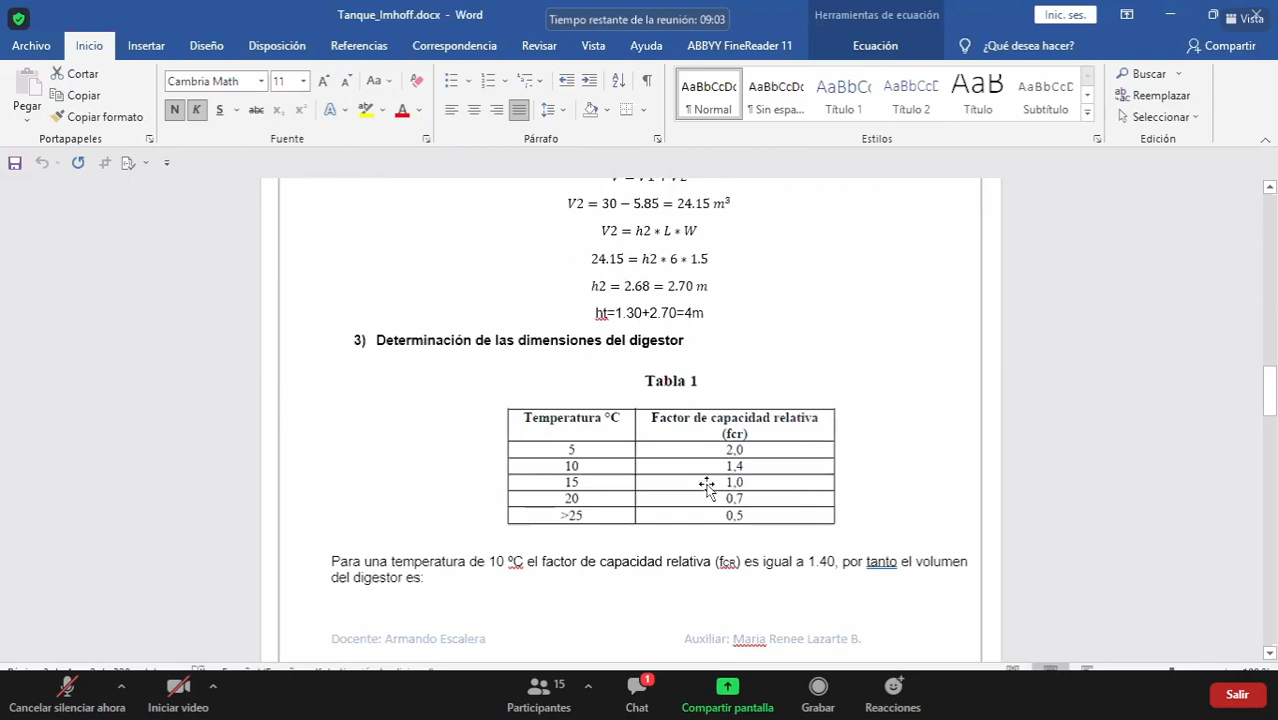 Tanque_Imhoff.docx - Word
Tiempo restante de la reunión: 09:03
Herramientas de ecuación
Inic. ses.
Vista
Archivo Inicio Insertar Diseño Disposición Referencias Correspondencia Revisar Vista Ayuda ABBYY FineReader 11 Ecuación ¿Qué desea hacer? Compartir
Pegar
Cortar
Copiar
Copiar formato
Portapapeles
Cambria Math 11
N K S abc
Fuente
Párrafo
AaBbCcDc AaBbCcDc AaBbCc AaBbCcD AaB AaBbCcD
¶ Normal ¶ Sin espa... Título 1 Título 2 Título Subtítulo
Estilos
Buscar
Reemplazar
Seleccionar
Edición
V2 = 30 − 5.85 = 24.15 m³
V2 = h2 ∗ L ∗ W
24.15 = h2 ∗ 6 ∗ 1.5
h2 = 2.68 = 2.70 m
ht=1.30+2.70=4m
3) Determinación de las dimensiones del digestor
Tabla 1
Temperatura °C Factor de capacidad relativa (fcr)
5 2,0
10 1,4
15 1,0
20 0,7
>25 0,5
Para una temperatura de 10 ºC el factor de capacidad relativa (fCR) es igual a 1.40, por tanto el volumen
del digestor es:
Docente: Armando Escalera Auxiliar: Maria Renee Lazarte B.
Cancelar silenciar ahora
Iniciar video
15
Participantes
1
Chat
Compartir pantalla
Grabar
Reacciones
Salir